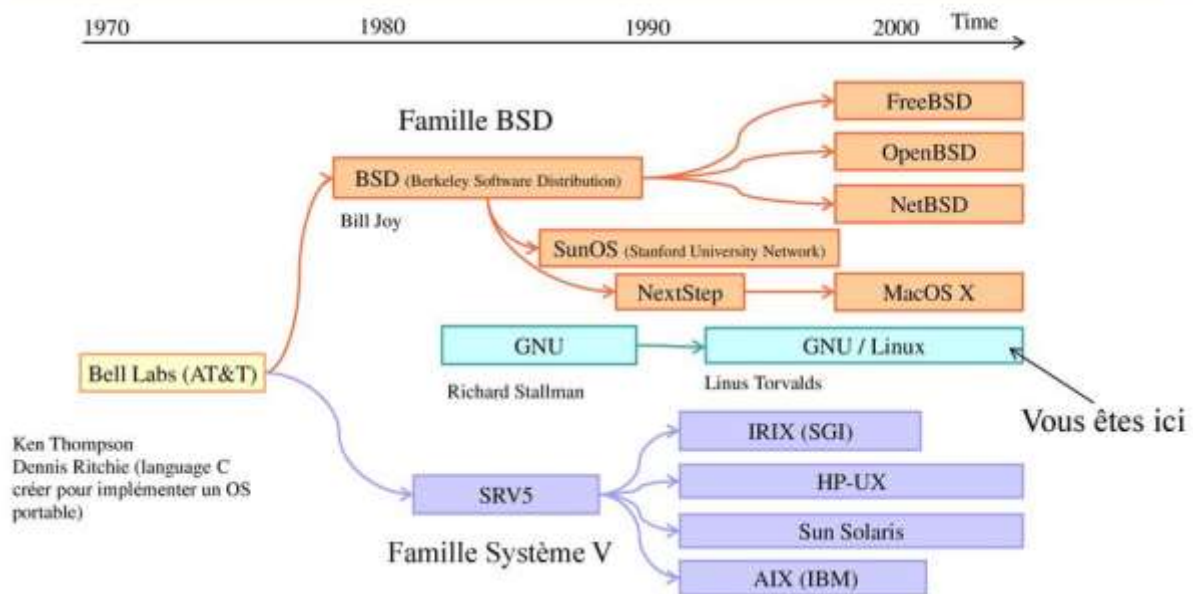 1970 1980 1990 2000 Time
Famille BSD
FreeBSD
OpenBSD
BSD (Berkeley Software Distribution)
NetBSD
Bill Joy
SunOS (Stanford University Network)
NextStep
MacOS X
GNU
GNU / Linux
Bell Labs (AT&T)
Richard Stallman
Linus Torvalds
Vous êtes ici
Ken Thompson
Dennis Ritchie (language C
créer pour implémenter un OS
portable)
IRIX (SGI)
HP-UX
SRV5
Sun Solaris
Famille Système V
AIX (IBM)